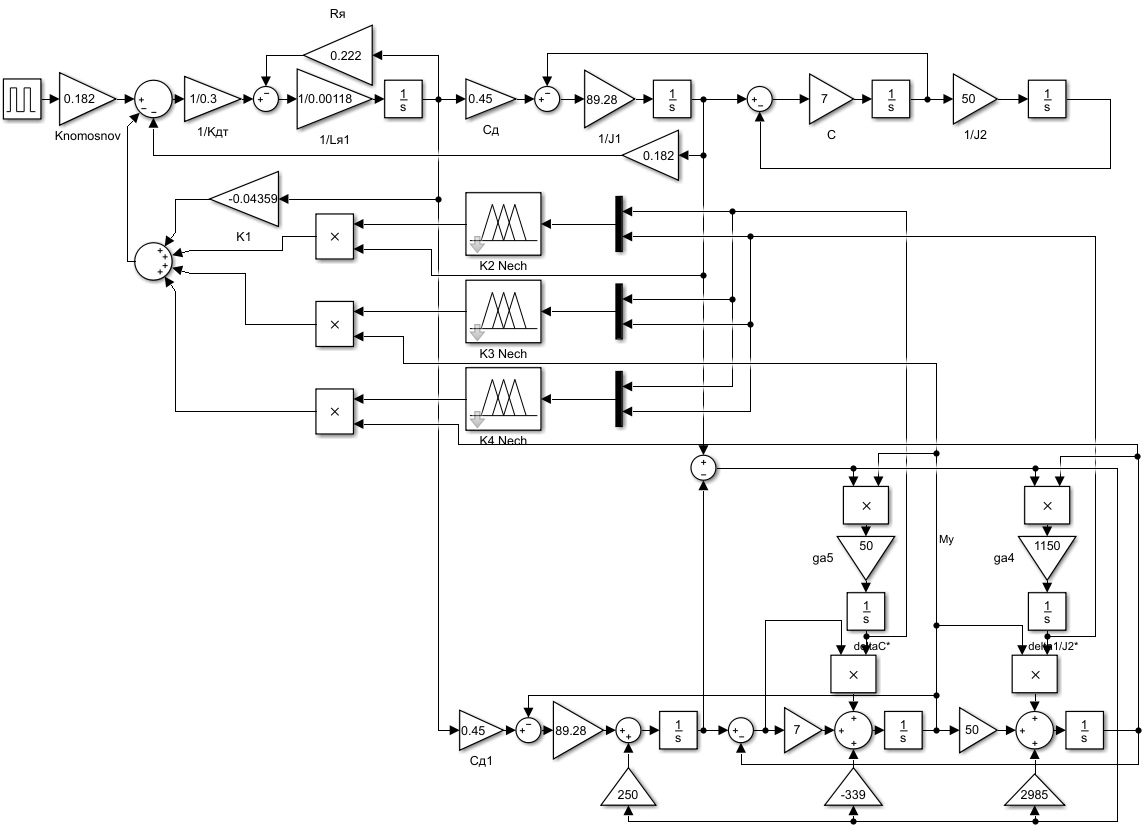 Rя
0.222
0.182
Knomosnov
1/0.3
1/Kдт
1/0.00118
1/Lя1
1
s
0.45
Cд
89.28
1/J1
1
s
7
C
1
s
50
1/J2
1
s
0.182
-0.04359
K1
×
K2 Nech
×
K3 Nech
×
K4 Nech
×
×
50
ga5
My
1150
ga4
1
s
1
s
deltaC*
delta1/J2*
×
×
0.45
Cд1
89.28
1
s
7
1
s
50
1
s
250
-339
2985